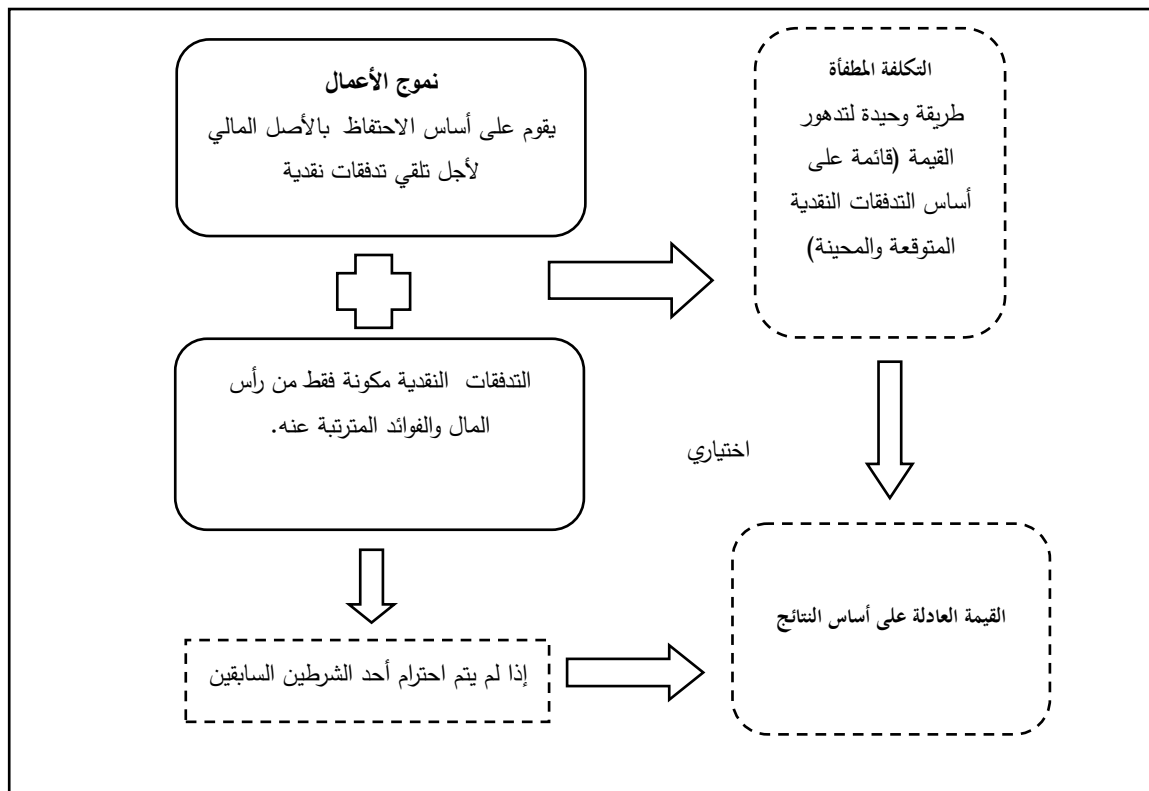 نموج الأعمال
يقوم على أساس الاحتفاظ بالأصل المالي
لأجل تلقي تدفقات نقدية
التكلفة المطفأة
طريقة وحيدة لتدهور
القيمة (قائمة على
أساس التدفقات النقدية
المتوقعة والمحينة)
التدفقات النقدية مكونة فقط من رأس
المال والفوائد المترتبة عنه.
اختياري
القيمة العادلة على أساس النتائج
إذا لم يتم احترام أحد الشرطين السابقين